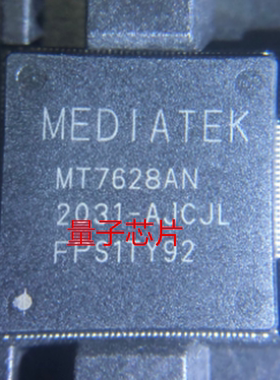 MEDIATEK
MT7628AN
2031-AJCJL
量子芯片
FPS1TY92